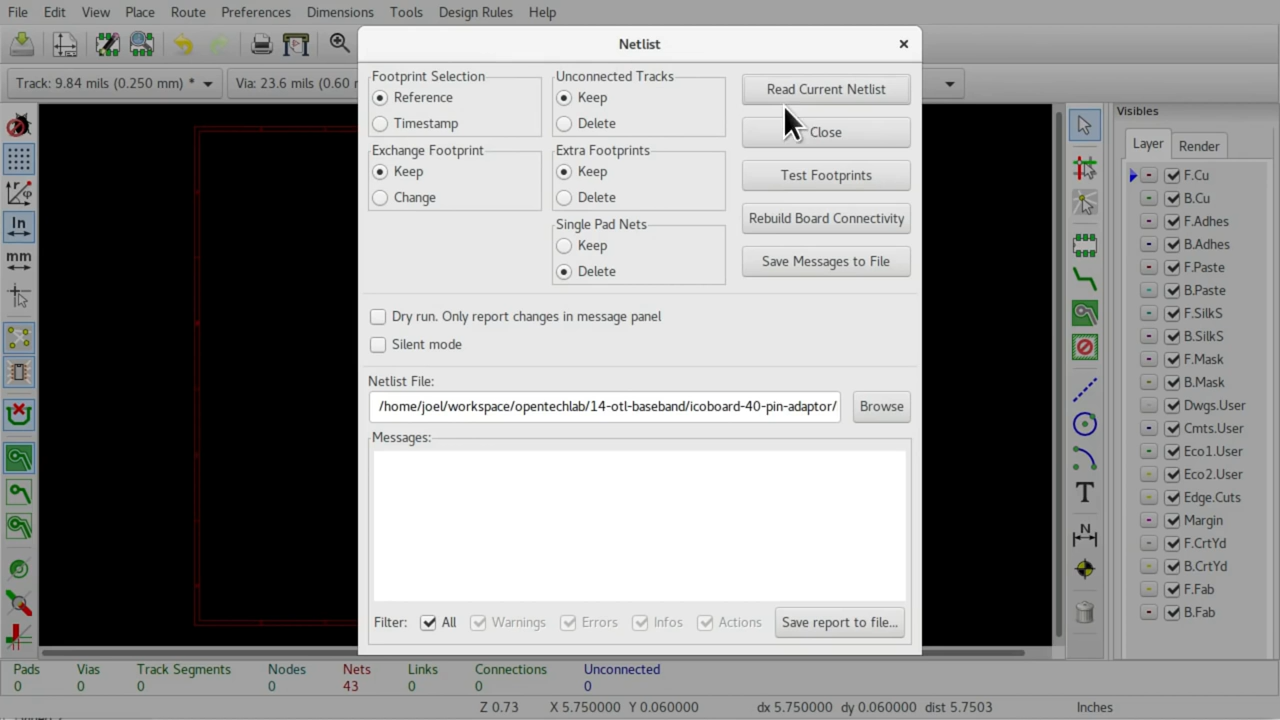 File Edit View Place Route Preferences Dimensions Tools Design Rules Help
Netlist
Track: 9.84 mils (0.250 mm) *
Via: 23.6 mils (0.60
Footprint Selection
Reference
Timestamp
Exchange Footprint
Keep
Change
Unconnected Tracks
Keep
Delete
Extra Footprints
Keep
Delete
Single Pad Nets
Keep
Delete
Read Current Netlist
Close
Test Footprints
Rebuild Board Connectivity
Save Messages to File
Dry run. Only report changes in message panel
Silent mode
Netlist File:
/home/joel/workspace/opentechlab/14-otl-baseband/icoboard-40-pin-adaptor/ Browse
Messages:
Filter: All Warnings Errors Infos Actions Save report to file...
In
mm
T
N
Visibles
Layer Render
F.Cu
B.Cu
F.Adhes
B.Adhes
F.Paste
B.Paste
F.SilkS
B.SilkS
F.Mask
B.Mask
Dwgs.User
Cmts.User
Eco1.User
Eco2.User
Edge.Cuts
Margin
F.CrtYd
B.CrtYd
F.Fab
B.Fab
Pads Vias Track Segments Nodes Nets Links Connections Unconnected
0 0 0 0 43 0 0 0
Z 0.73 X 5.750000 Y 0.060000 dx 5.750000 dy 0.060000 dist 5.7503 Inches